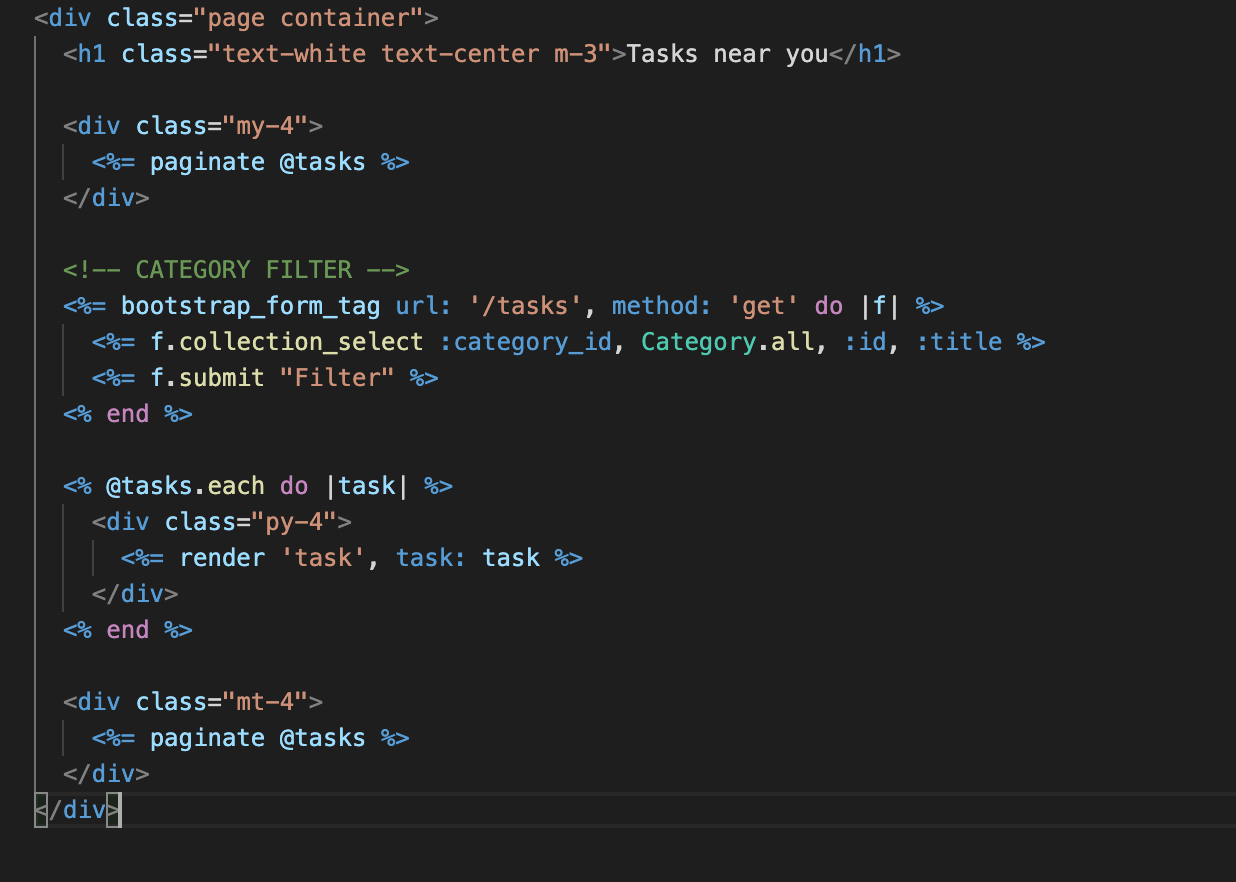 <div class="page container">
<h1 class="text-white text-center m-3">Tasks near you</h1>
<div class="my-4">
<%= paginate @tasks %>
</div>
<!-- CATEGORY FILTER -->
<%= bootstrap_form_tag url: '/tasks', method: 'get' do |f| %>
<%= f.collection_select :category_id, Category.all, :id, :title %>
<%= f.submit "Filter" %>
<% end %>
<% @tasks.each do |task| %>
<div class="py-4">
<%= render 'task', task: task %>
</div>
<% end %>
<div class="mt-4">
<%= paginate @tasks %>
</div>
</div>